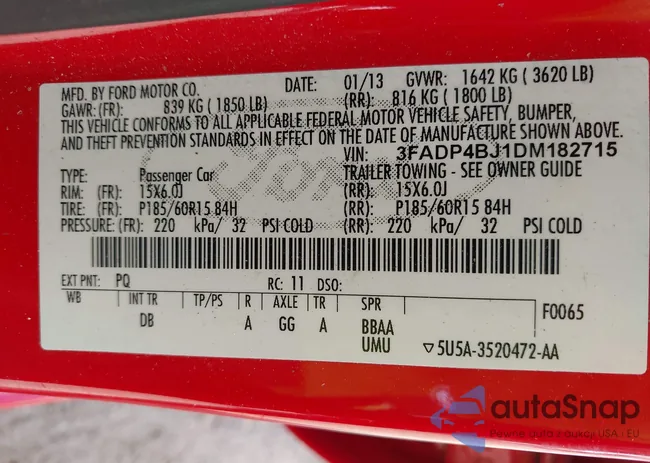 MFD. BY FORD MOTOR CO. DATE: 01/13 GVWR: 1642 KG ( 3620 LB)
GAWR: (FR): 839 KG ( 1850 LB) (RR): 816 KG ( 1800 LB)
THIS VEHICLE CONFORMS TO ALL APPLICABLE FEDERAL MOTOR VEHICLE SAFETY, BUMPER,
AND THEFT PREVENTION STANDARDS IN EFFECT ON THE DATE OF MANUFACTURE SHOWN ABOVE.
VIN: 3FADP4BJ1DM182715
TYPE: Passenger Car TRAILER TOWING - SEE OWNER GUIDE
RIM: (FR): 15X6.0J (RR): 15X6.0J
TIRE: (FR): P185/60R15 84H (RR): P185/60R15 84H
PRESSURE: (FR): 220 kPa/ 32 PSI COLD (RR): 220 kPa/ 32 PSI COLD
EXT PNT: PQ RC: 11 DSO:
WB INT TR TP/PS R AXLE TR SPR F0065
DB A GG A BBAA
UMU ▽5U5A-3520472-AA
autaSnap
Pewne auta z aukcji USA i EU